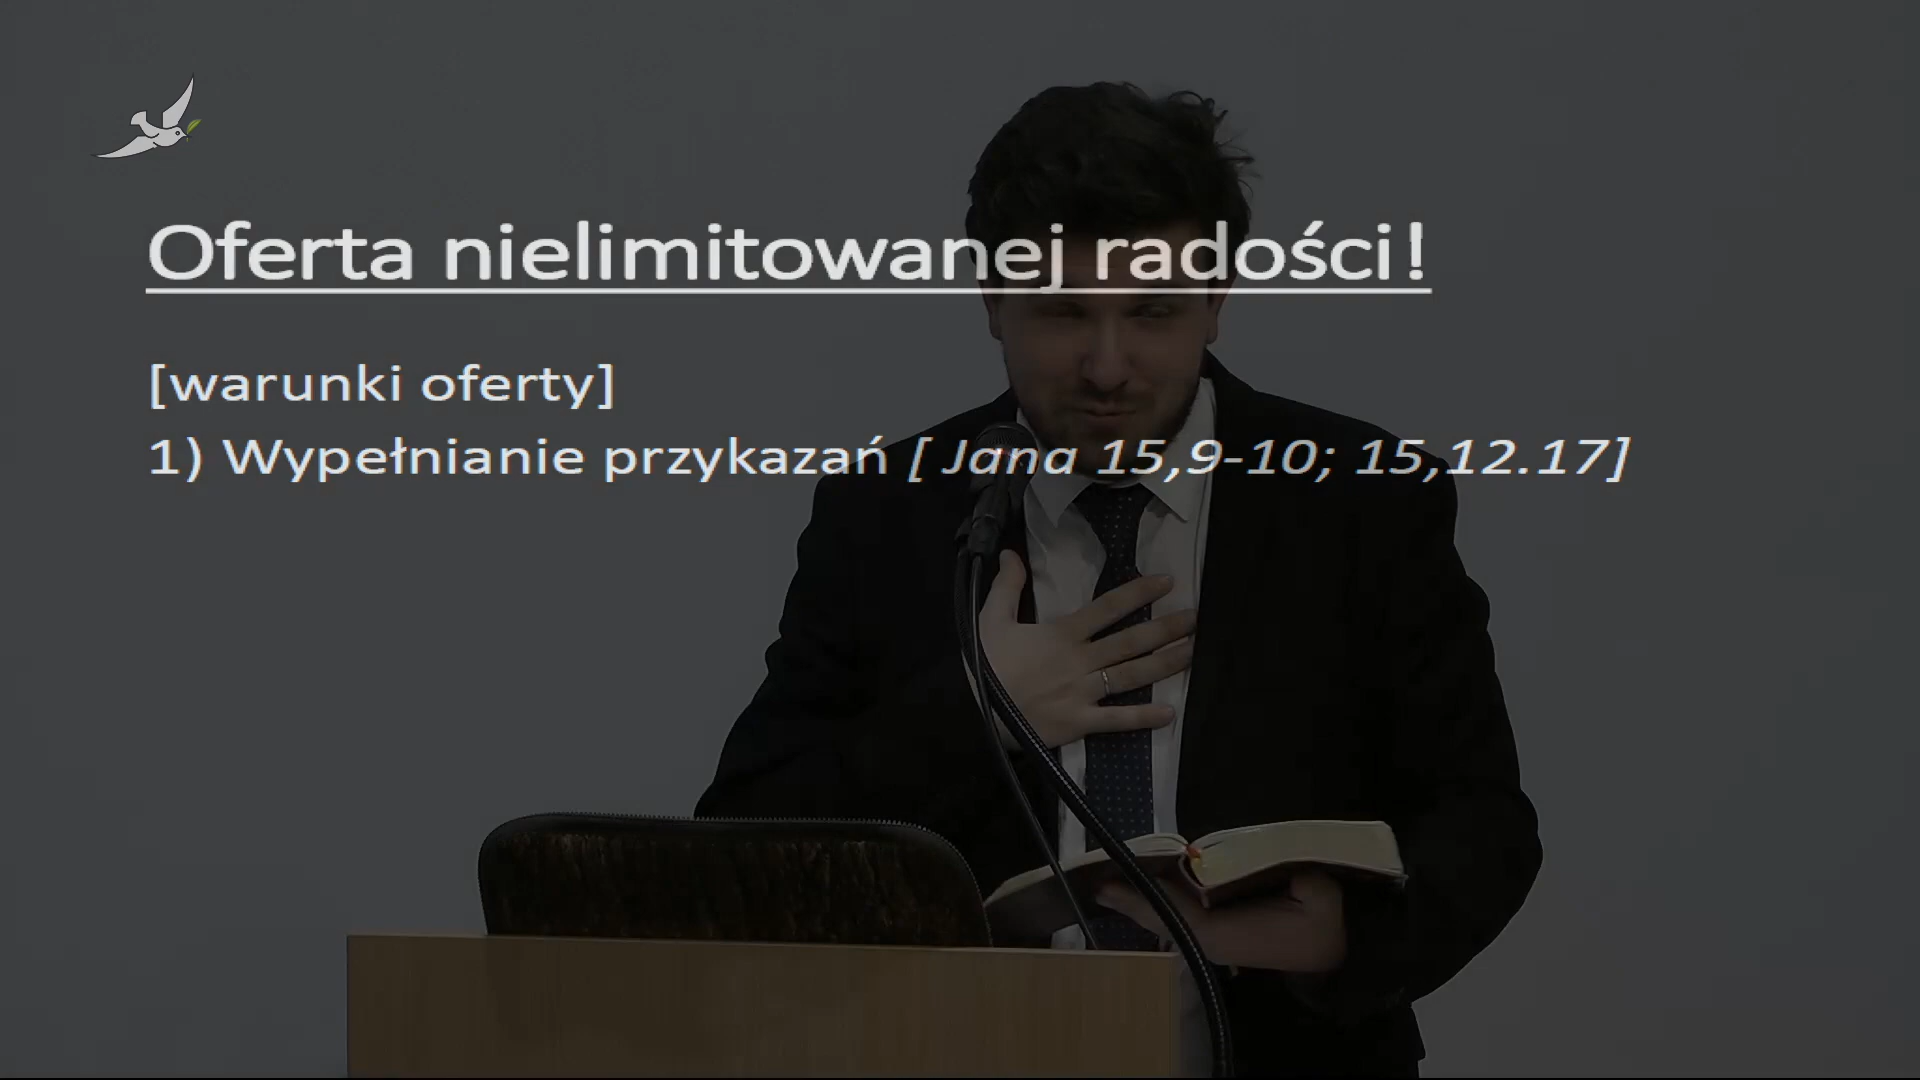 Oferta nielimitowanej radości!
[warunki oferty]
1) Wypełnianie przykazań [ Jana 15,9-10; 15,12.17]